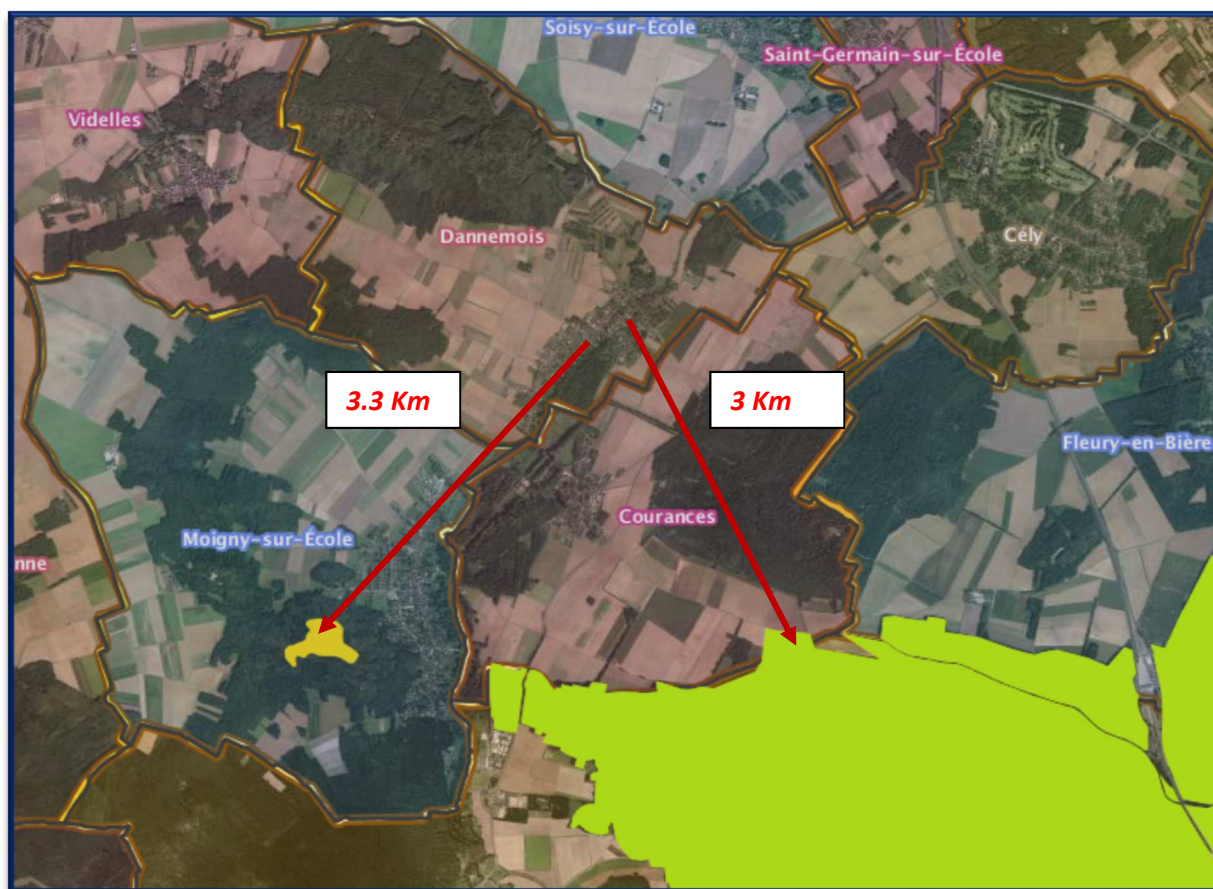 Soisy-sur-École
Saint-Germain-sur-École
Videlles
Dannemois
Cély
3.3 Km
3 Km
Fleury-en-Bière
Courances
Moigny-sur-École
nne